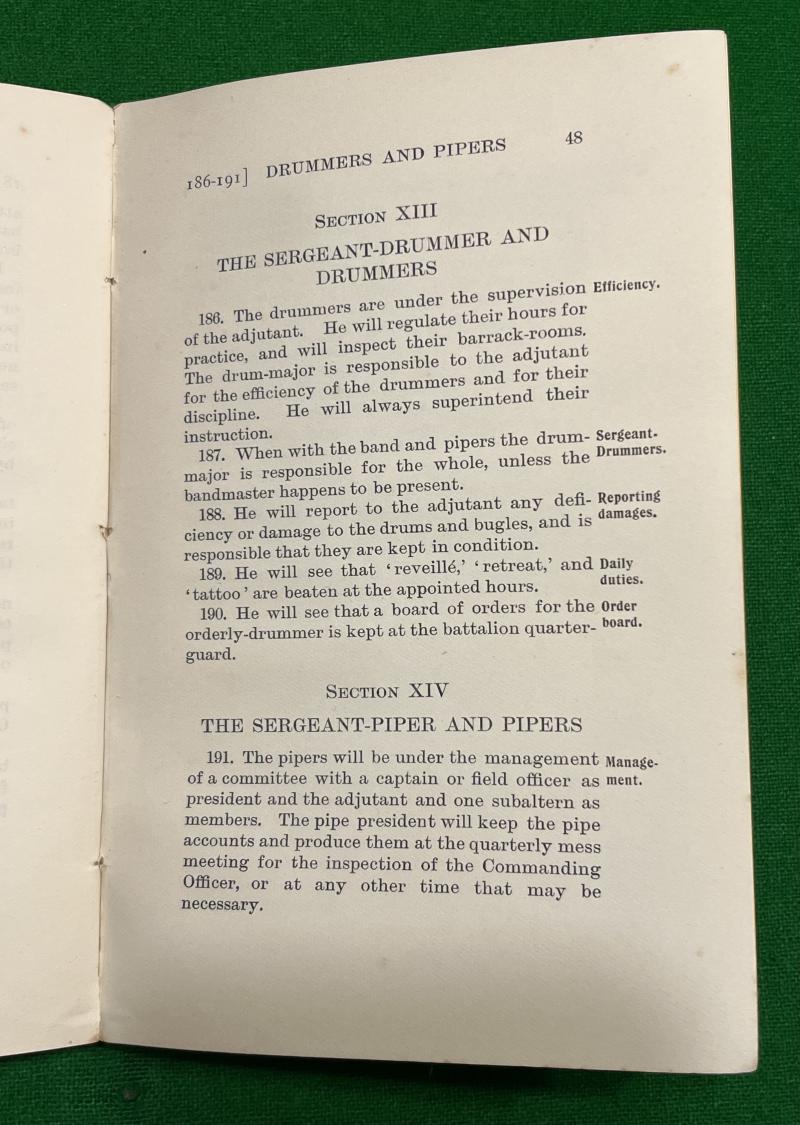 186-191] DRUMMERS AND PIPERS 48
SECTION XIII
THE SERGEANT-DRUMMER AND
DRUMMERS
186. The drummers are under the supervision Efficiency.
of the adjutant. He will regulate their hours for
practice, and will inspect their barrack-rooms.
The drum-major is responsible to the adjutant
for the efficiency of the drummers and for their
discipline. He will always superintend their
instruction.
187. When with the band and pipers the drum- Sergeant-
major is responsible for the whole, unless the Drummers.
bandmaster happens to be present.
188. He will report to the adjutant any defi- Reporting
ciency or damage to the drums and bugles, and is damages.
responsible that they are kept in condition.
189. He will see that ‘reveillé,’ ‘retreat,’ and Daily
‘tattoo’ are beaten at the appointed hours. duties.
190. He will see that a board of orders for the Order
orderly-drummer is kept at the battalion quarter- board.
guard.
SECTION XIV
THE SERGEANT-PIPER AND PIPERS
191. The pipers will be under the management Manage-
of a committee with a captain or field officer as ment.
president and the adjutant and one subaltern as
members. The pipe president will keep the pipe
accounts and produce them at the quarterly mess
meeting for the inspection of the Commanding
Officer, or at any other time that may be
necessary.